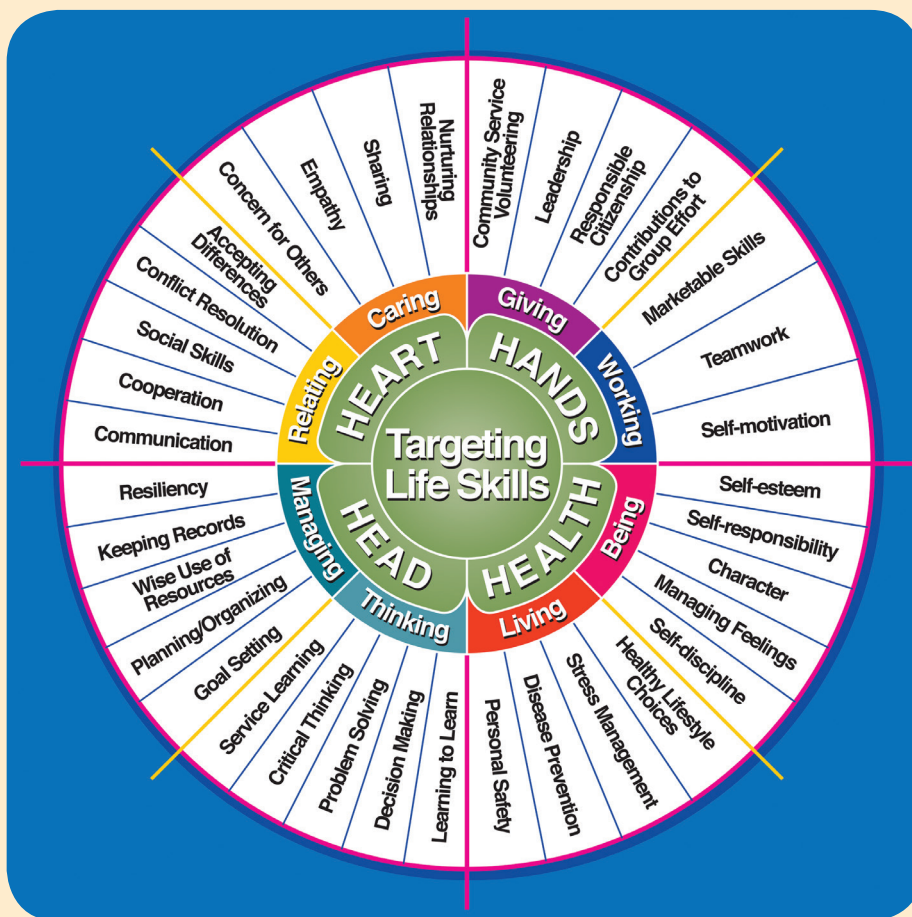 Targeting
Life Skills
HEART
HANDS
HEALTH
HEAD
Caring
Giving
Working
Being
Living
Thinking
Managing
Relating
Community Service
Volunteering
Leadership
Responsible
Citizenship
Contributions to
Group Effort
Marketable Skills
Teamwork
Self-motivation
Self-esteem
Self-responsibility
Character
Managing Feelings
Self-discipline
Healthy Lifestyle
Choices
Stress Management
Disease Prevention
Personal Safety
Learning to Learn
Decision Making
Problem Solving
Critical Thinking
Service Learning
Goal Setting
Planning/Organizing
Wise Use of
Resources
Keeping Records
Resiliency
Communication
Cooperation
Social Skills
Conflict Resolution
Accepting
Differences
Concern for Others
Empathy
Sharing
Nurturing
Relationships